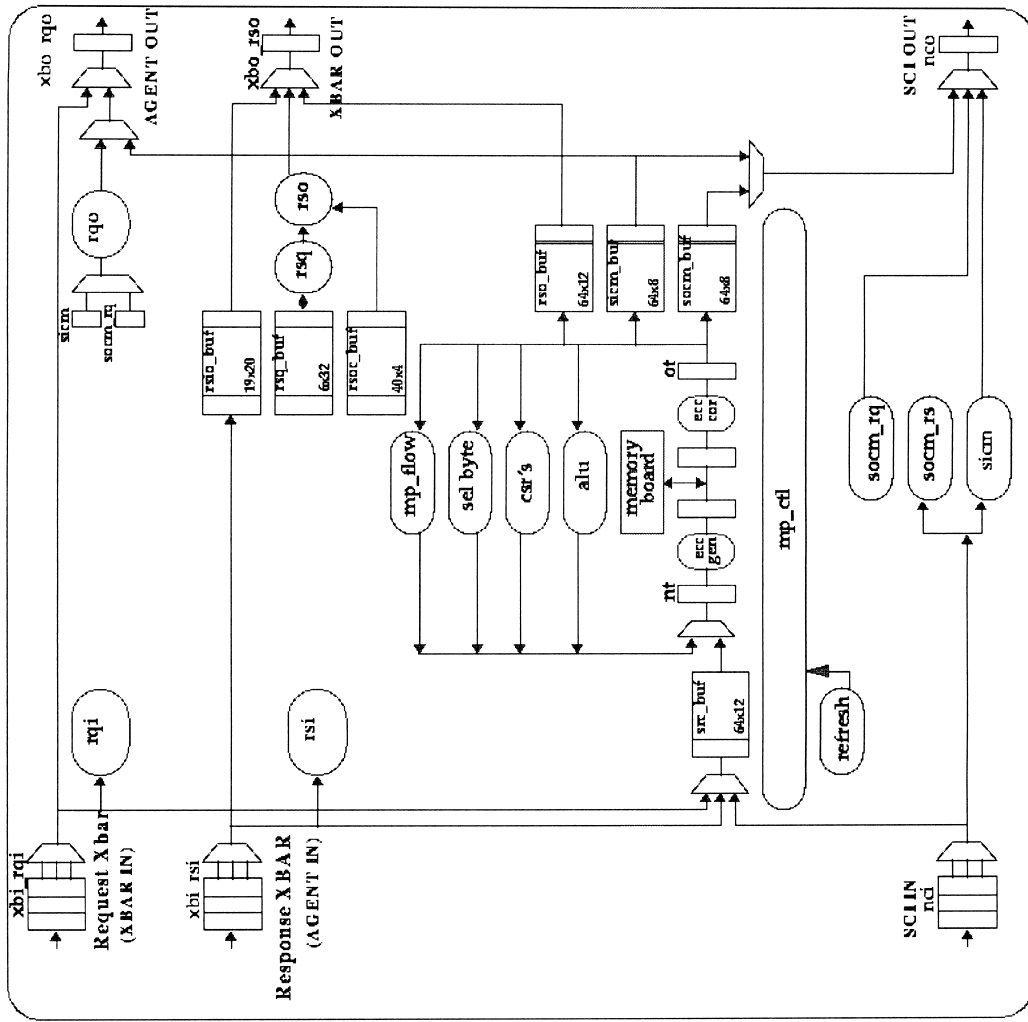 xbi_rqi
Request Xbar
(XBAR IN)
rqi
sicm
socm_rq
rqo
xbo_rqo
AGENT OUT
xbi_rsi
Response XBAR
(AGENT IN)
rsi
rsio_buf
19x20
rsq_buf
6x32
rsoc_buf
40x4
rsq
rso
xbo_rso
XBAR OUT
mp_flow
sel byte
csr's
alu
memory
board
src_buf
64x12
nt
ecc
gen
ecc
cor
ot
rso_buf
64x12
sicm_buf
64x8
socm_buf
64x8
mp_ctl
refresh
socm_rq
socm_rs
sicm
SCI IN
nci
SCI OUT
nco